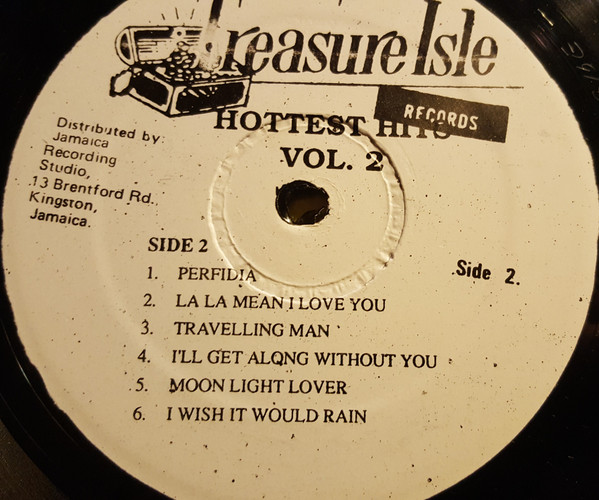 Treasure Isle
RECORDS
HOTTEST HITS
VOL. 2
Distributed by:
Jamaica
Recording
Studio,
13 Brentford Rd.,
Kingston,
Jamaica.
SIDE 2
Side 2.
1. PERFIDIA
2. LA LA MEAN I LOVE YOU
3. TRAVELLING MAN
4. I'LL GET ALONG WITHOUT YOU
5. MOON LIGHT LOVER
6. I WISH IT WOULD RAIN